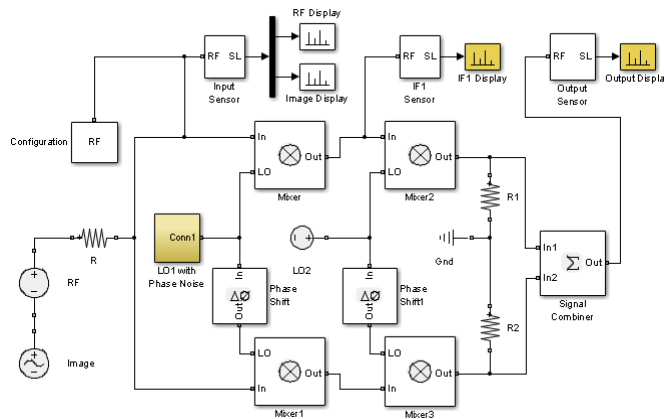 RF Display
RF SL
Input
Sensor
Image Display
RF SL
IF1
Sensor
IF1 Display
RF SL
Output
Sensor
Output Display
Configuration
RF
In
LO
Out
Mixer
In
LO
Out
Mixer2
R
Conn1
LO1 with
Phase Noise
LO2
R1
Gnd
In1
In2
Σ
Out
Signal
Combiner
RF
In
ΔØ
Out
Phase
Shift
In
ΔØ
Out
Phase
Shift1
R2
Image
LO
In
Out
Mixer1
LO
In
Out
Mixer3